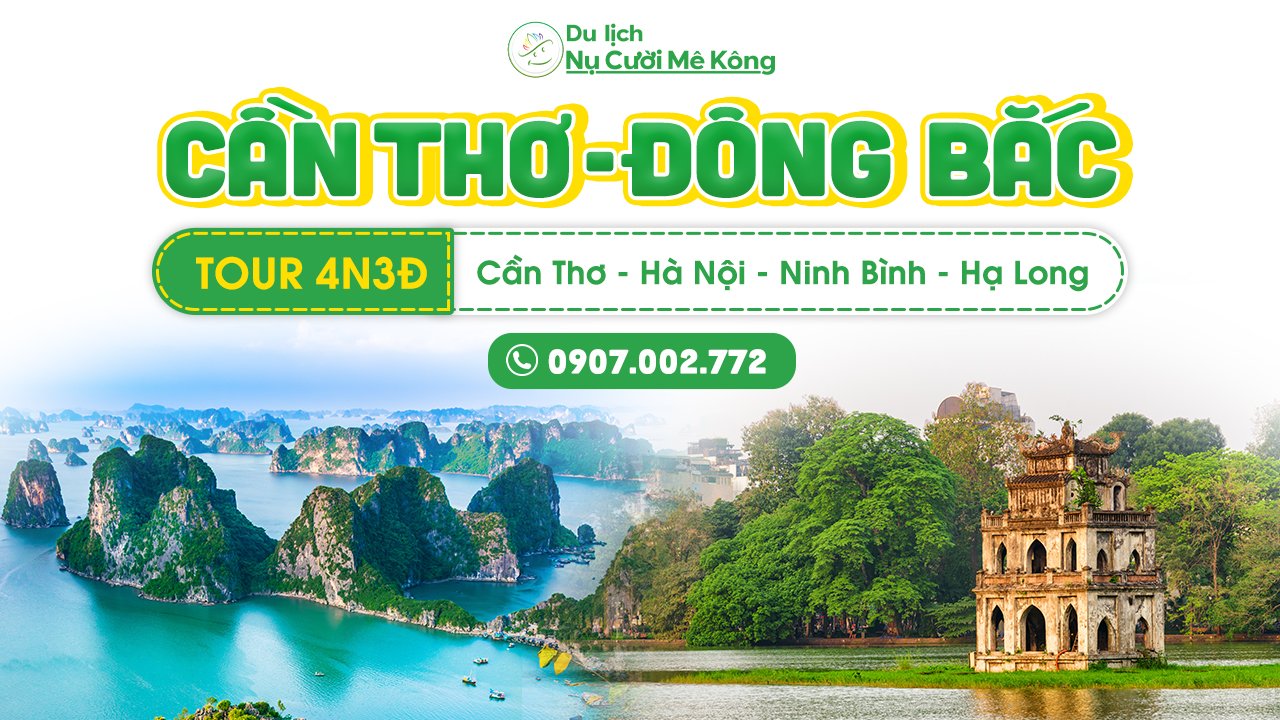 Du lịch
Nụ Cười Mê Kông
CẦN THƠ - ĐÔNG BẮC
TOUR 4N3Đ
Cần Thơ - Hà Nội - Ninh Bình - Hạ Long
0907.002.772